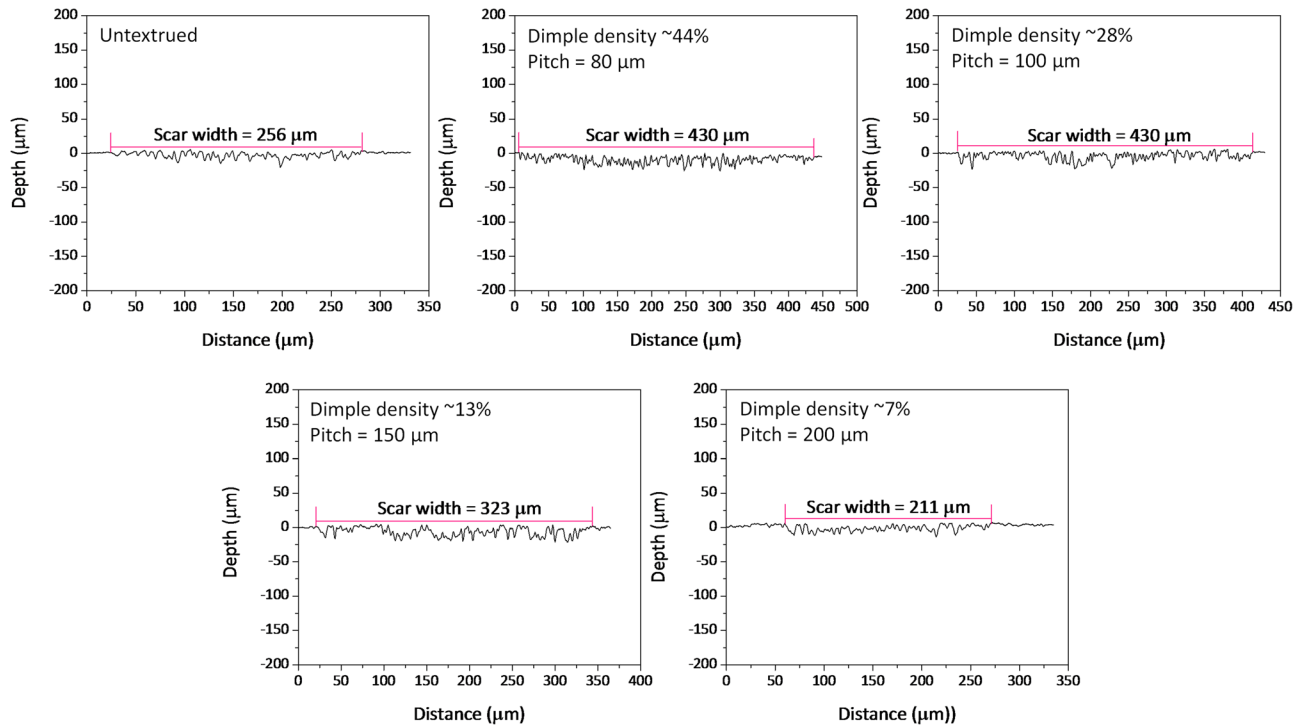 Untextrued
Scar width = 256 µm
Depth (µm)
200
150
100
50
0
-50
-100
-150
-200
0 50 100 150 200 250 300 350
Distance (µm)
Dimple density ~44%
Pitch = 80 µm
Scar width = 430 µm
Depth (µm)
200
150
100
50
0
-50
-100
-150
-200
0 50 100 150 200 250 300 350 400 450 500
Distance (µm)
Dimple density ~28%
Pitch = 100 µm
Scar width = 430 µm
Depth (µm)
200
150
100
50
0
-50
-100
-150
-200
0 50 100 150 200 250 300 350 400 450
Distance (µm)
Dimple density ~13%
Pitch = 150 µm
Scar width = 323 µm
Depth (µm)
200
150
100
50
0
-50
-100
-150
-200
0 50 100 150 200 250 300 350 400
Distance (µm)
Dimple density ~7%
Pitch = 200 µm
Scar width = 211 µm
Depth (µm)
200
150
100
50
0
-50
-100
-150
-200
0 50 100 150 200 250 300 350
Distance (µm))